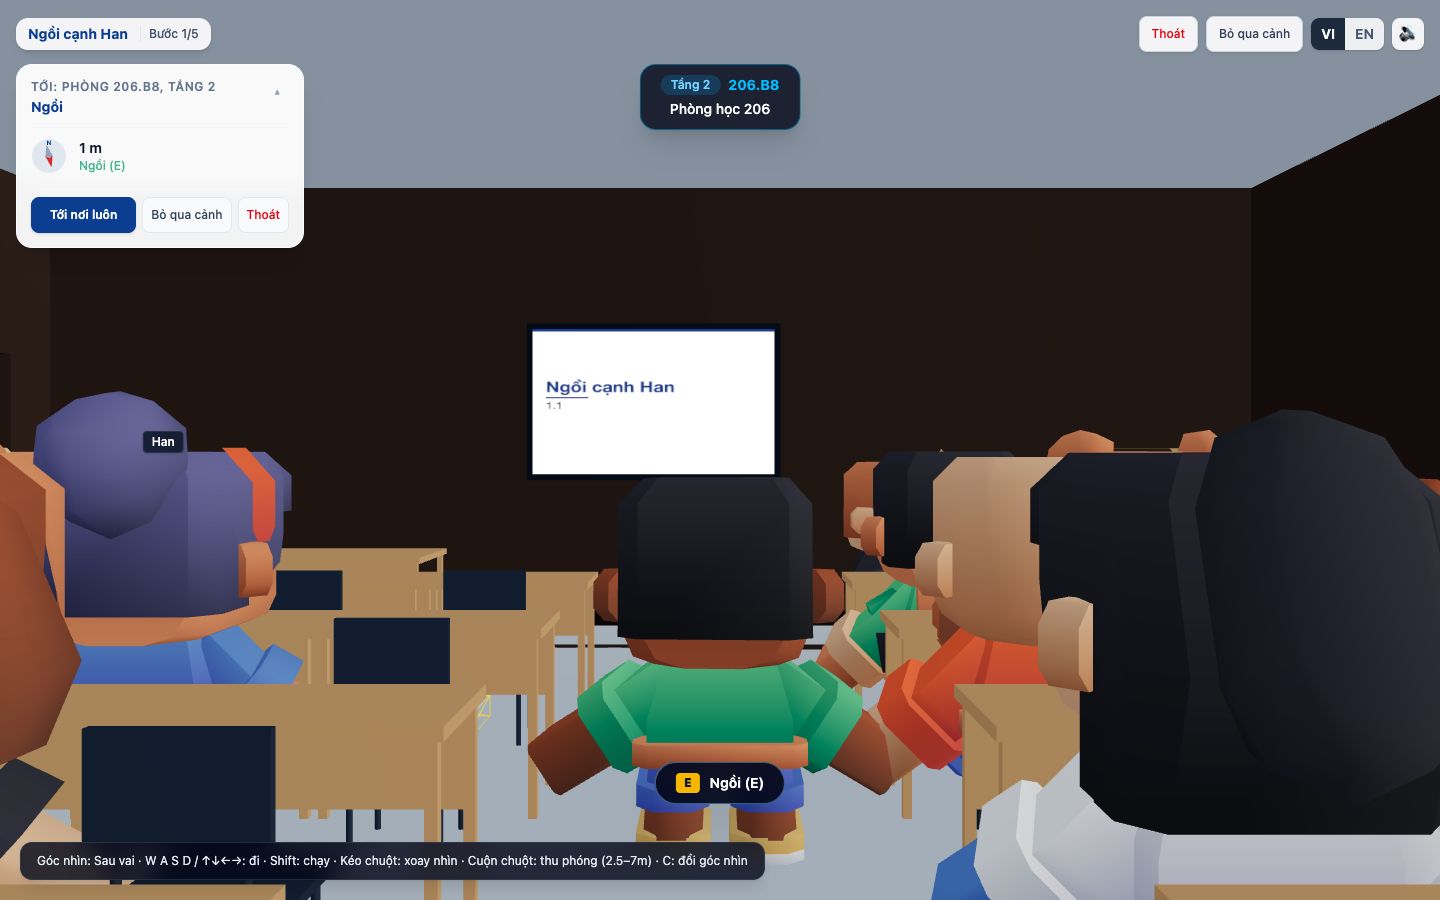 Ngồi cạnh Han
Bước 1/5
Thoát
Bỏ qua cảnh
VI
EN
TỚI: PHÒNG 206.B8, TẦNG 2
Ngồi
N
1 m
Ngồi (E)
Tới nơi luôn
Bỏ qua cảnh
Thoát
Tầng 2
206.B8
Phòng học 206
Ngồi cạnh Han
1.1
Han
E
Ngồi (E)
Góc nhìn: Sau vai · W A S D / ↑↓←→: đi · Shift: chạy · Kéo chuột: xoay nhìn · Cuộn chuột: thu phóng (2.5–7m) · C: đổi góc nhìn